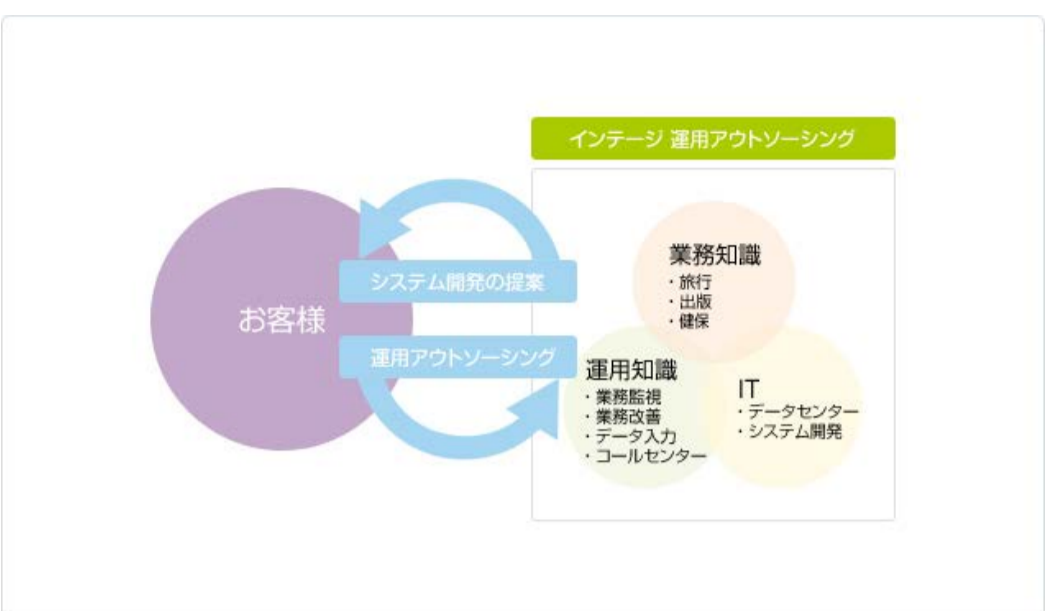 インテージ 運用アウトソーシング
お客様
システム開発の提案
運用アウトソーシング
業務知識
・旅行
・出版
・健保
運用知識
・業務監視
・業務改善
・データ入力
・コールセンター
IT
・データセンター
・システム開発